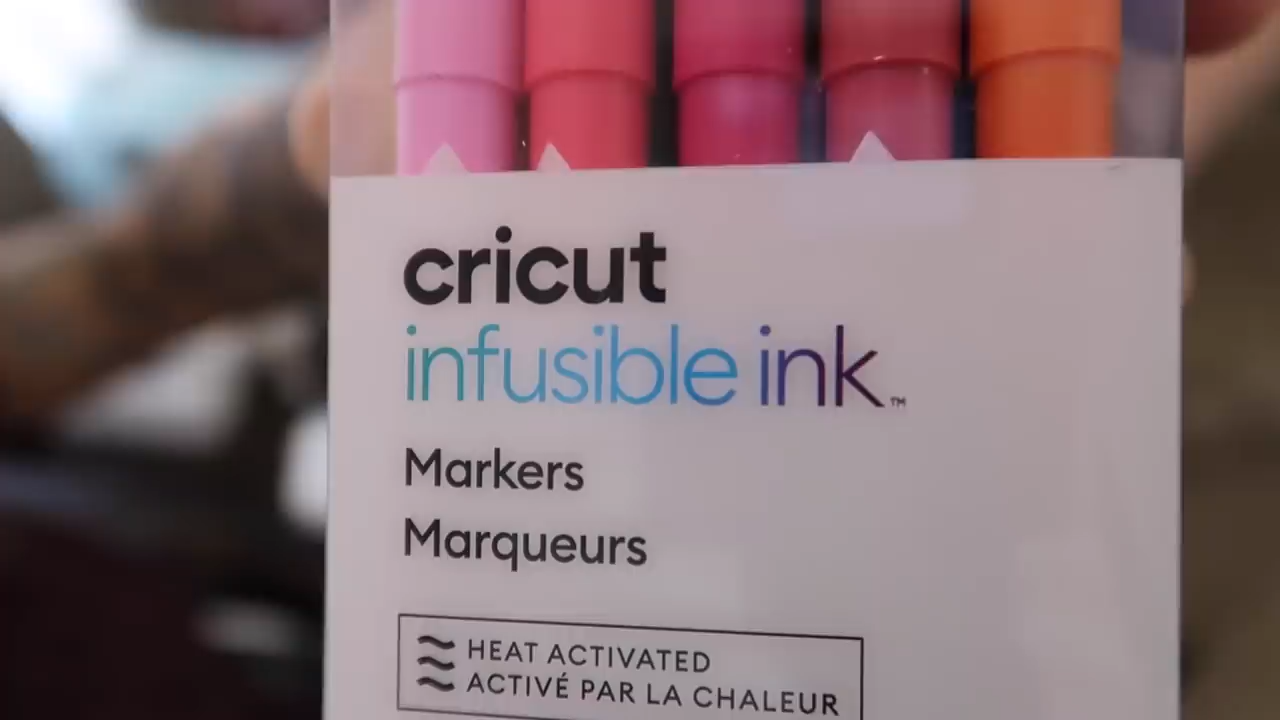 cricut
infusible ink™
Markers
Marqueurs
HEAT ACTIVATED
ACTIVÉ PAR LA CHALEUR